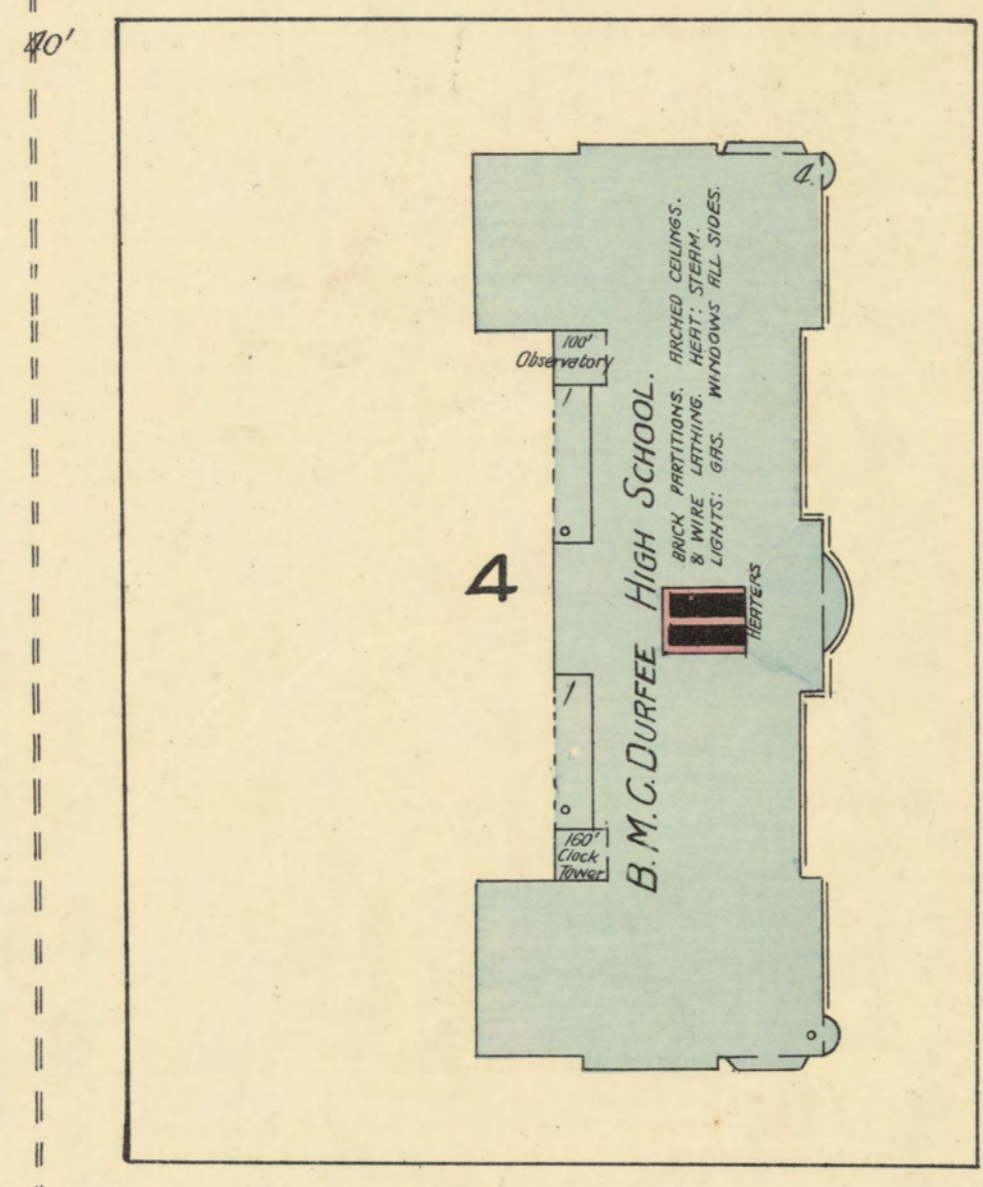 40'
4.
100'
Observatory
1
B. M. C. DURFEE HIGH SCHOOL.
BRICK PARTITIONS. ARCHED CEILINGS.
& WIRE LATHING. HEAT: STEAM.
LIGHTS: GAS. WINDOWS ALL SIDES.
4
HEATERS
1
160'
Clock
Tower